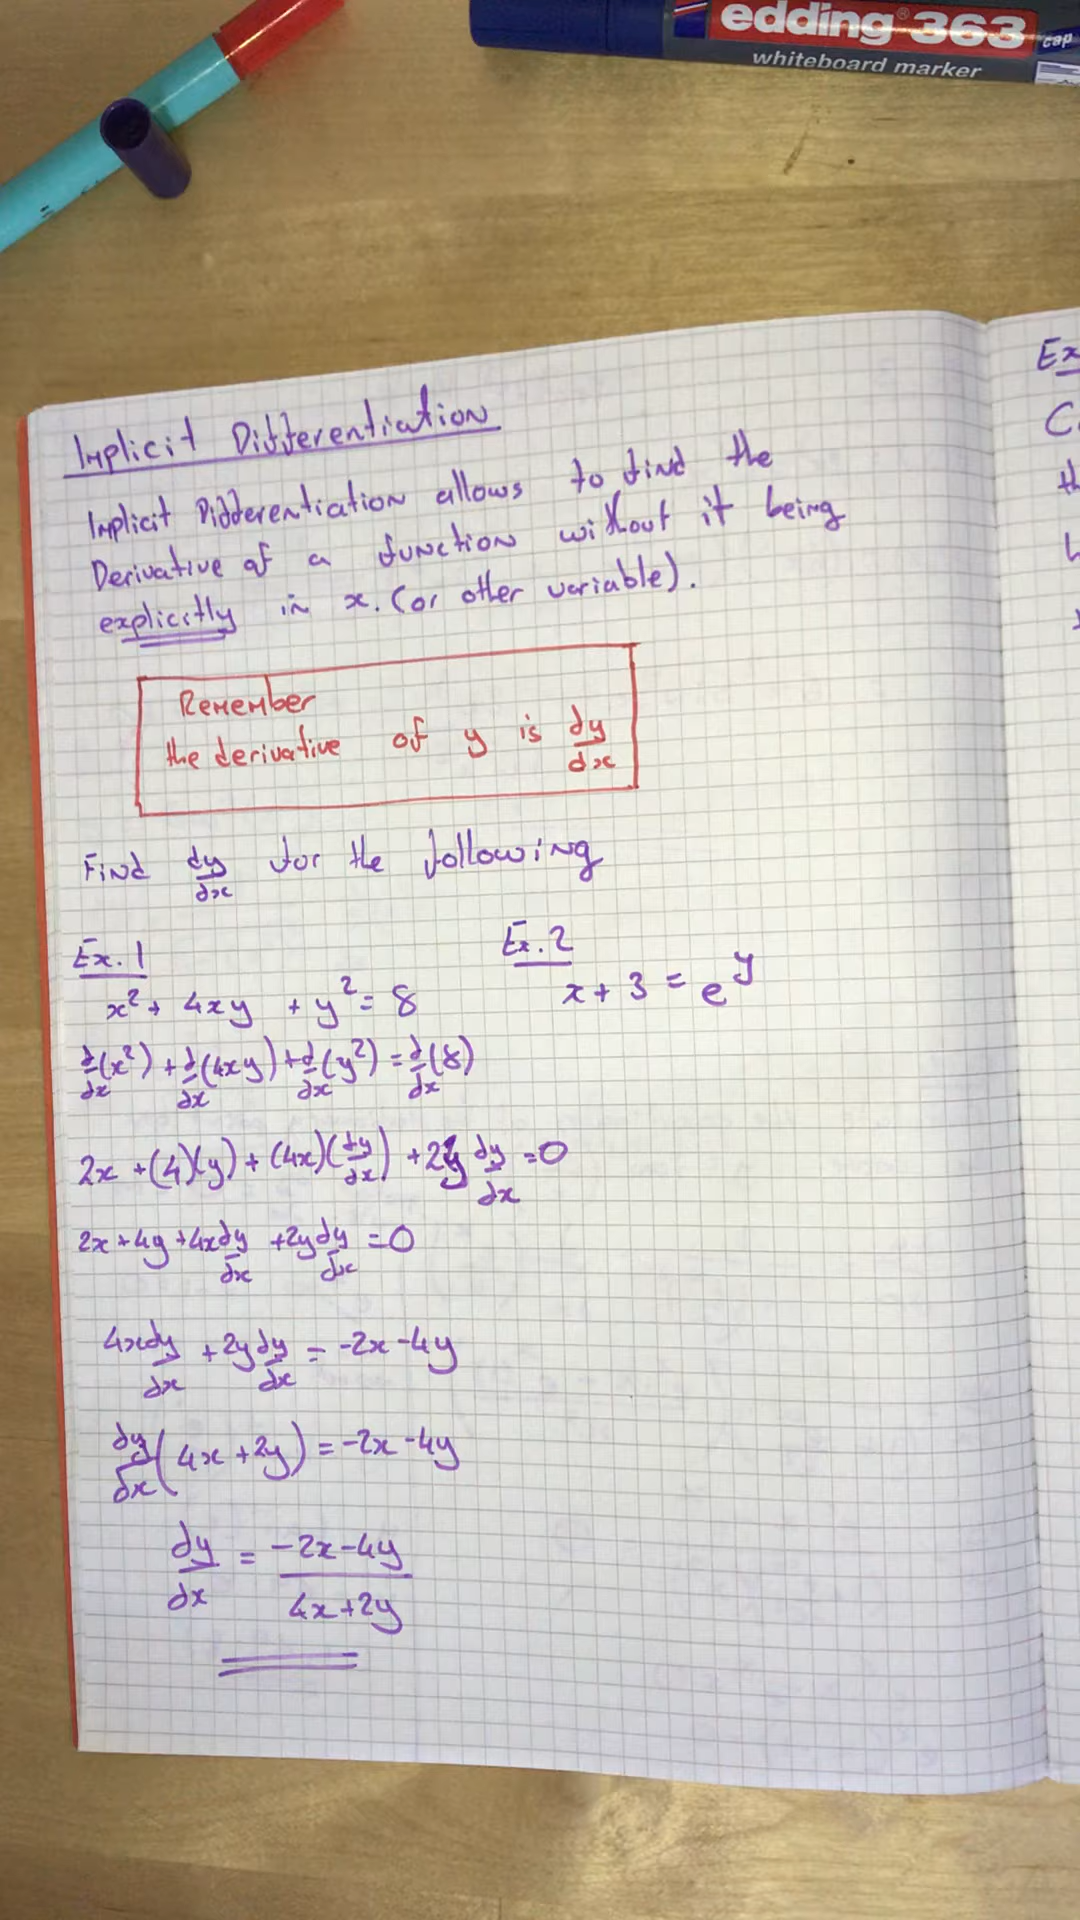 edding® 363
cap
whiteboard marker
Implicit Differentiation
Implicit Differentiation allows to find the
Derivative of a function without it being
explicitly in x. (or other variable).
Remember
the derivative of y is dy/dx
Find dy/dx for the following
Ex. 1
x² + 4xy + y² = 8
d/dx(x²) + d/dx(4xy) + d/dx(y²) = d/dx(8)
2x + (4)(y) + (4x)(dy/dx) + 2y dy/dx = 0
2x + 4y + 4x dy/dx + 2y dy/dx = 0
4x dy/dx + 2y dy/dx = -2x - 4y
dy/dx (4x + 2y) = -2x - 4y
dy/dx = (-2x - 4y)/(4x + 2y)
Ex. 2
x + 3 = e^y
Ex